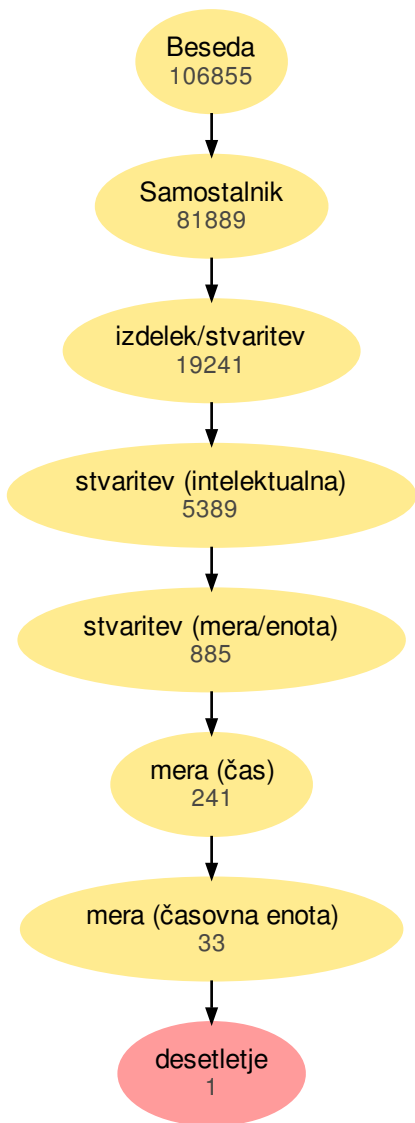 Beseda
106855
Samostalnik
81889
izdelek/stvaritev
19241
stvaritev (intelektualna)
5389
stvaritev (mera/enota)
885
mera (čas)
241
mera (časovna enota)
33
desetletje
1